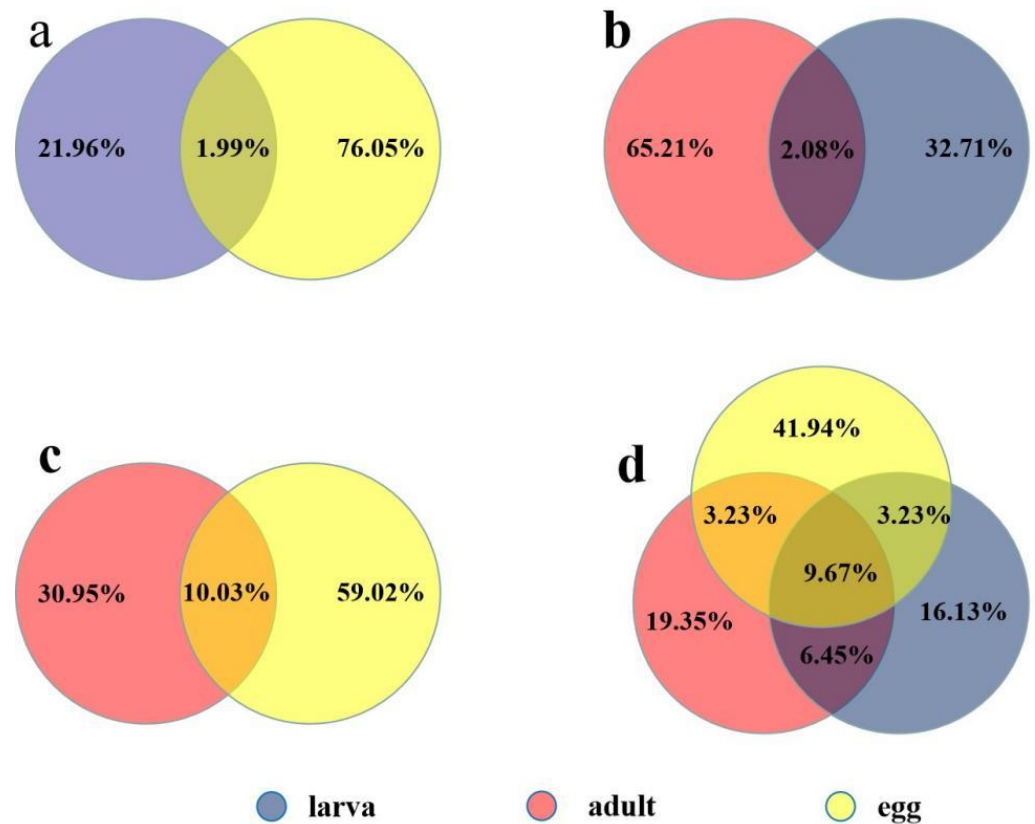 a
21.96% 1.99% 76.05%
b
65.21% 2.08% 32.71%
c
30.95% 10.03% 59.02%
d
41.94%
3.23% 3.23%
9.67%
19.35% 16.13%
6.45%
larva adult egg